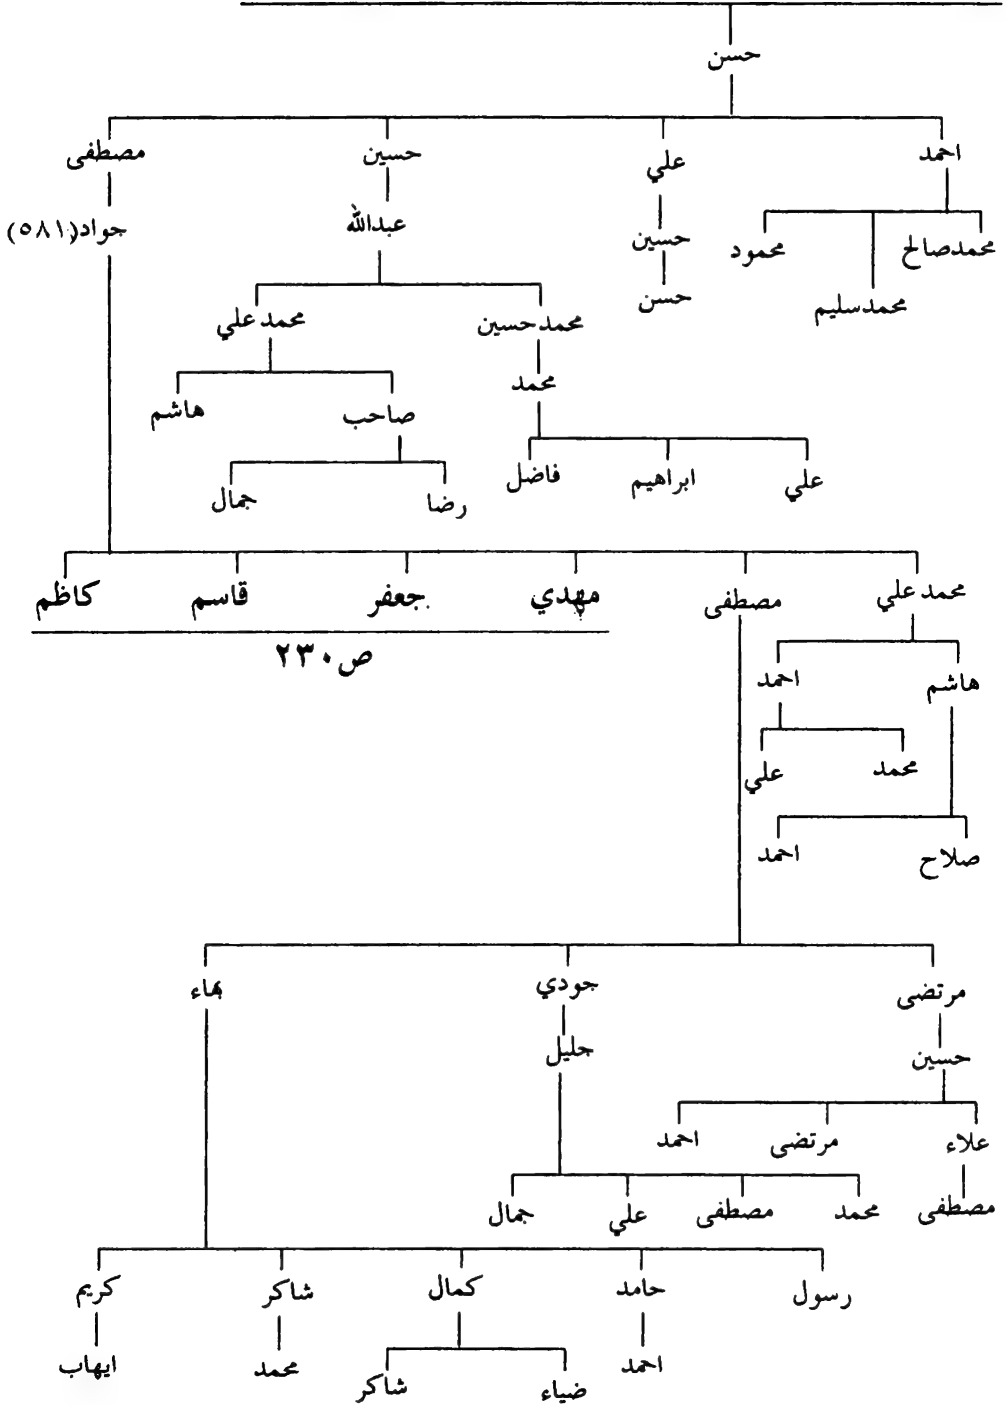 حسن
احمد علي حسين مصطفى
محمدصالح محمود حسين عبدالله جواد(٥٨١)
محمدسليم حسن
محمدحسين محمدعلي
محمد صاحب هاشم
علي ابراهيم فاضل رضا جمال
محمدعلي مصطفى مهدي جعفر قاسم كاظم
ص٢٣٠
هاشم احمد
محمد علي
صلاح احمد
مرتضى جودي بهاء
حسين جليل
علاء مرتضى احمد
مصطفى محمد مصطفى علي جمال
رسول حامد كمال شاكر كريم
احمد ضياء شاكر محمد ايهاب